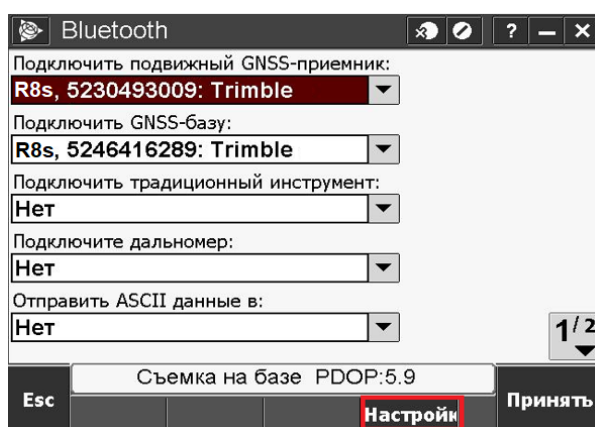 Bluetooth ? — ×
Подключить подвижный GNSS-приемник:
R8s, 5230493009: Trimble
Подключить GNSS-базу:
R8s, 5246416289: Trimble
Подключить традиционный инструмент:
Нет
Подключите дальномер:
Нет
Отправить ASCII данные в:
Нет
1/2
Съемка на базе PDOP:5.9
Esc Настройк Принять